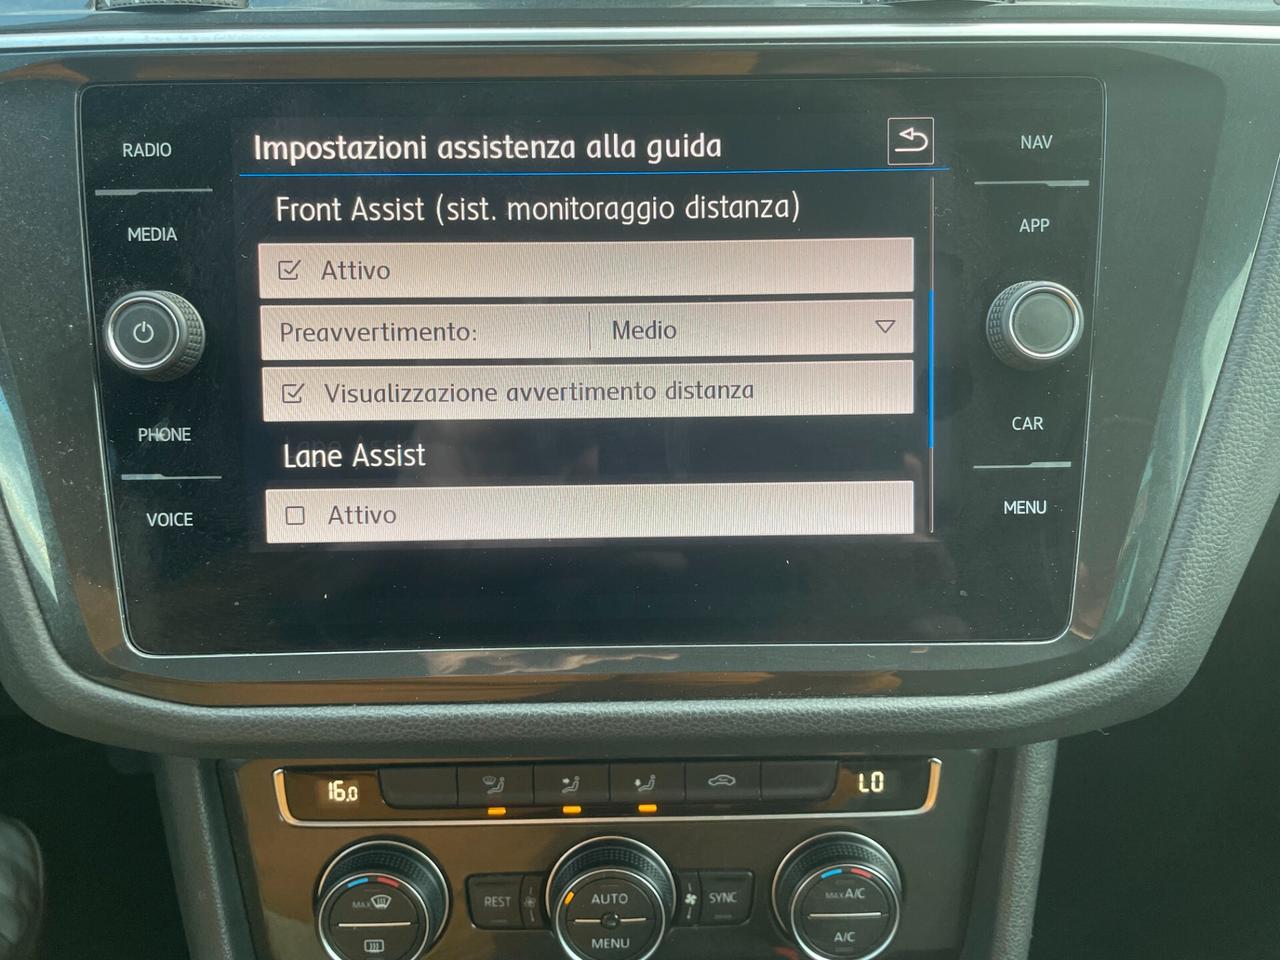 Impostazioni assistenza alla guida
Front Assist (sist. monitoraggio distanza)
Attivo
Preavvertimento: Medio
Visualizzazione avvertimento distanza
Lane Assist
Attivo
RADIO
MEDIA
PHONE
VOICE
NAV
APP
CAR
MENU
16.0
LO
MAX
REST
AUTO
MENU
SYNC
MAX A/C
A/C